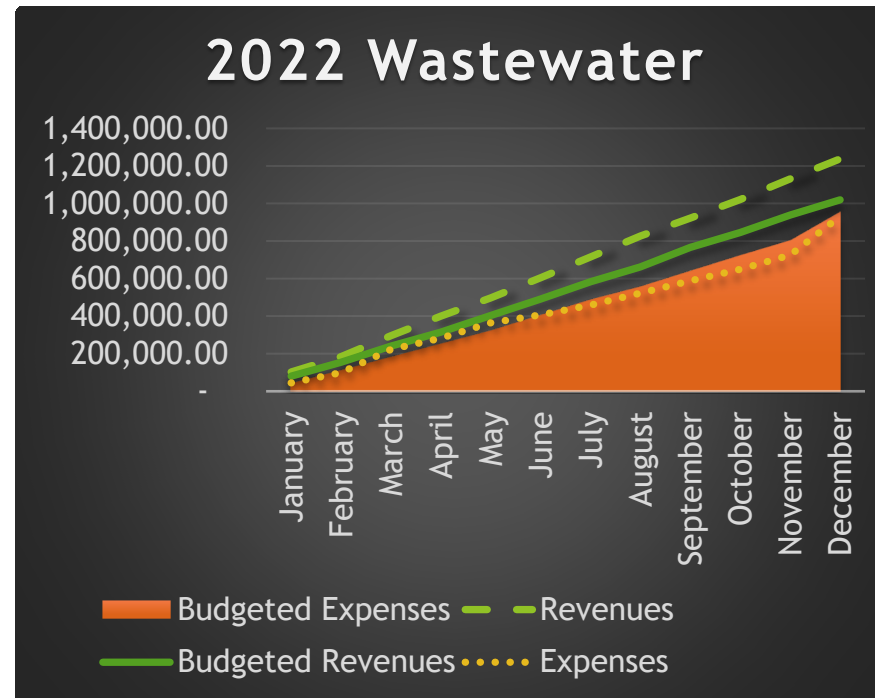 2022 Wastewater
1,400,000.00
1,200,000.00
1,000,000.00
800,000.00
600,000.00
400,000.00
200,000.00
-
January
February
March
April
May
June
July
August
September
October
November
December
Budgeted Expenses
Revenues
Budgeted Revenues
Expenses